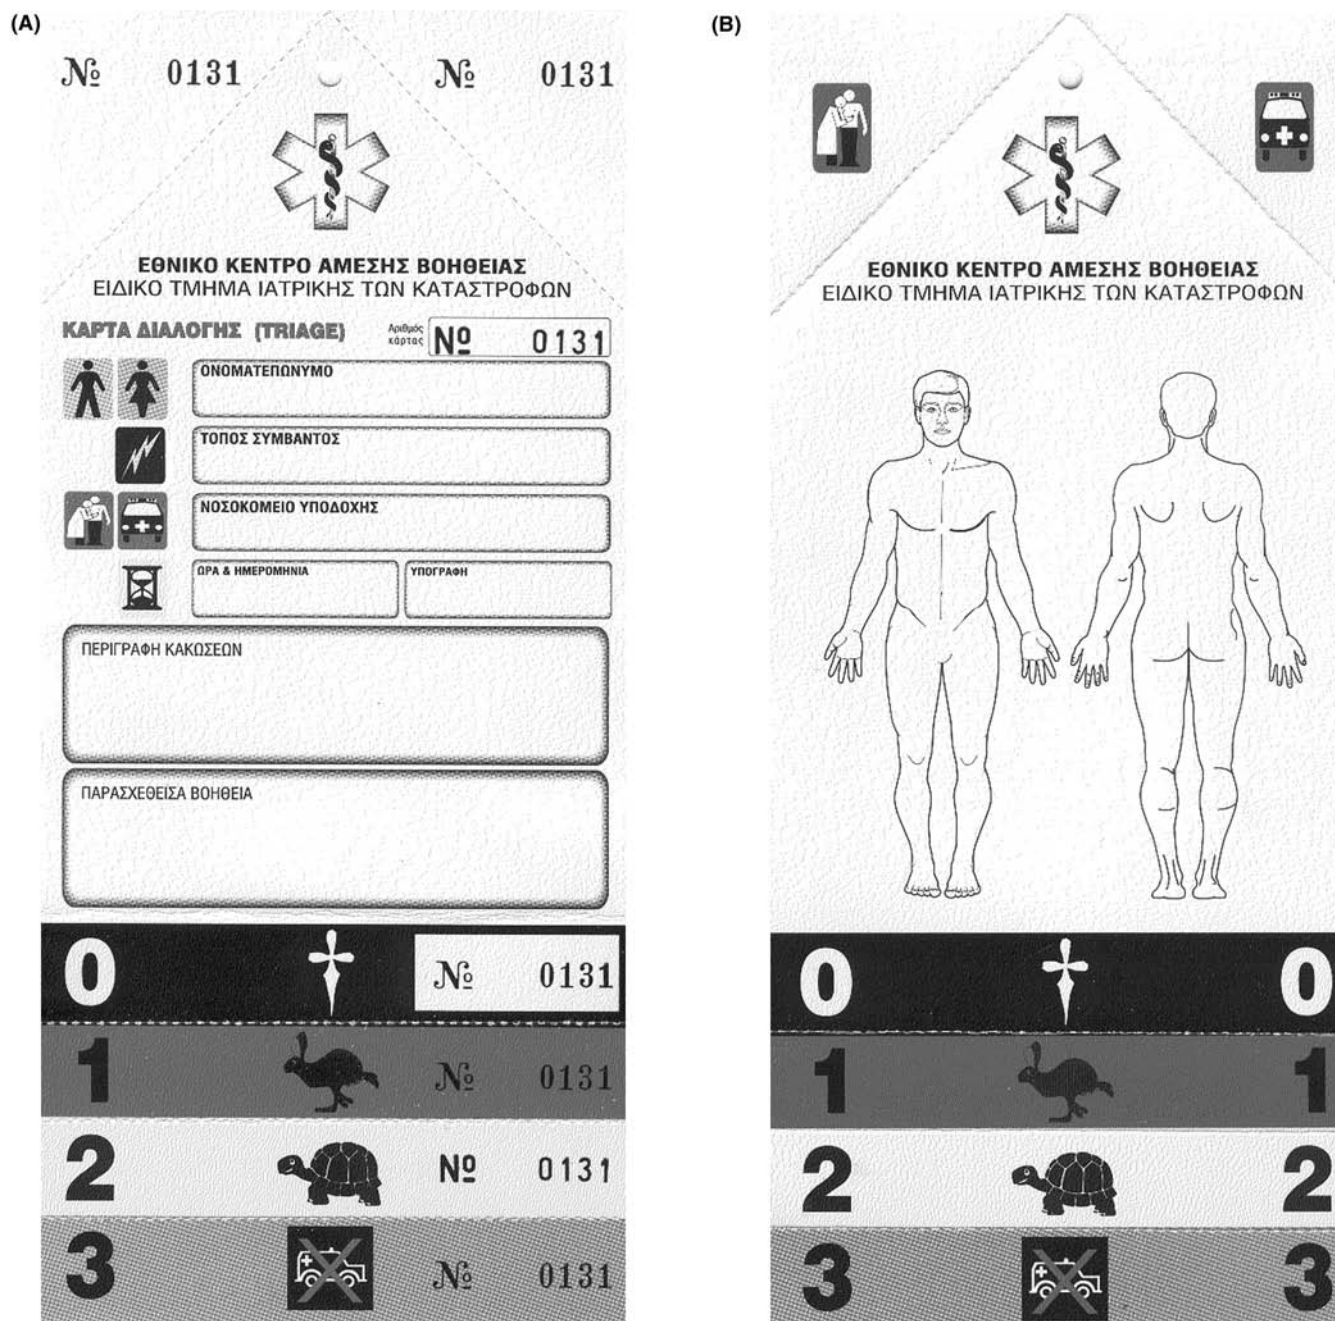 (A)
№ 0131 № 0131
ΕΘΝΙΚΟ ΚΕΝΤΡΟ ΑΜΕΣΗΣ ΒΟΗΘΕΙΑΣ
ΕΙΔΙΚΟ ΤΜΗΜΑ ΙΑΤΡΙΚΗΣ ΤΩΝ ΚΑΤΑΣΤΡΟΦΩΝ
ΚΑΡΤΑ ΔΙΑΛΟΓΗΣ (TRIAGE)
Αριθμός
κάρτας
Nº 0131
ΟΝΟΜΑΤΕΠΩΝΥΜΟ
ΤΟΠΟΣ ΣΥΜΒΑΝΤΟΣ
ΝΟΣΟΚΟΜΕΙΟ ΥΠΟΔΟΧΗΣ
ΩΡΑ & ΗΜΕΡΟΜΗΝΙΑ
ΥΠΟΓΡΑΦΗ
ΠΕΡΙΓΡΑΦΗ ΚΑΚΩΣΕΩΝ
ΠΑΡΑΣΧΕΘΕΙΣΑ ΒΟΗΘΕΙΑ
0 № 0131
1 № 0131
2 Nº 0131
3 № 0131
(B)
ΕΘΝΙΚΟ ΚΕΝΤΡΟ ΑΜΕΣΗΣ ΒΟΗΘΕΙΑΣ
ΕΙΔΙΚΟ ΤΜΗΜΑ ΙΑΤΡΙΚΗΣ ΤΩΝ ΚΑΤΑΣΤΡΟΦΩΝ
0 0
1 1
2 2
3 3